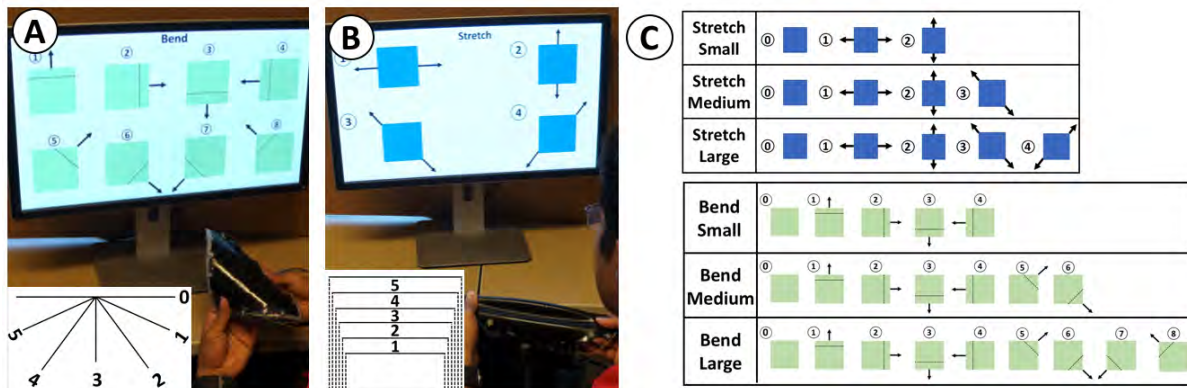 A
Bend
① ② ③ ④
⑤ ⑥ ⑦ ⑧
0
1
2
3
4
5
B
Stretch
1 ②
③ ④
5
4
3
2
1
C
Stretch Small ⓪ ① ②
Stretch Medium ⓪ ① ② ③
Stretch Large ⓪ ① ② ③ ④
Bend Small ⓪ ① ② ③ ④
Bend Medium ⓪ ① ② ③ ④ ⑤ ⑥
Bend Large ⓪ ① ② ③ ④ ⑤ ⑥ ⑦ ⑧